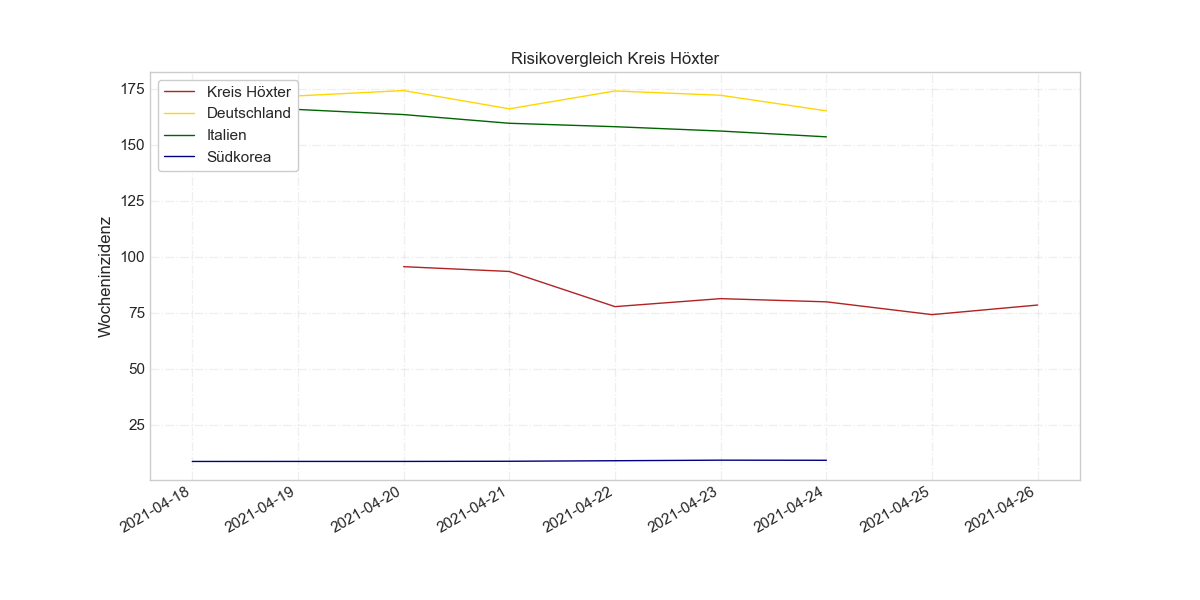 Risikovergleich Kreis Höxter
Kreis Höxter
Deutschland
Italien
Südkorea
Wocheninzidenz
175
150
125
100
75
50
25
2021-04-18
2021-04-19
2021-04-20
2021-04-21
2021-04-22
2021-04-23
2021-04-24
2021-04-25
2021-04-26